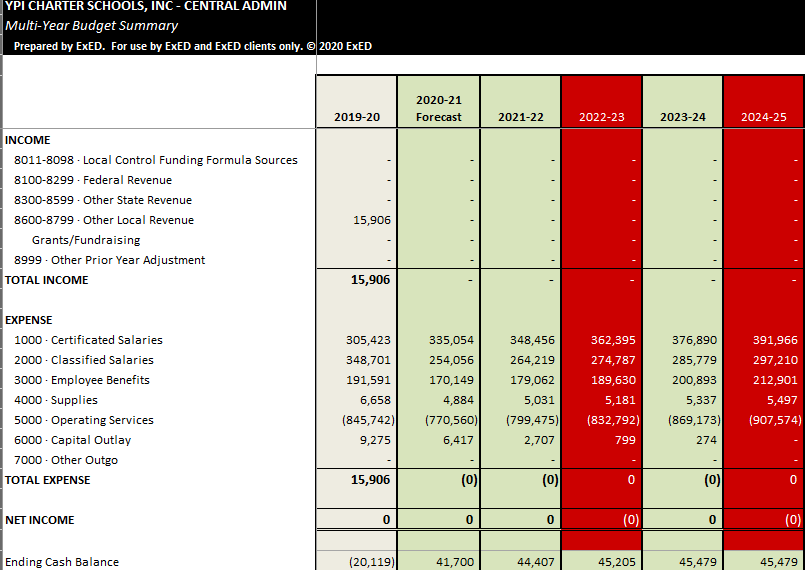 YPI CHARTER SCHOOLS, INC - CENTRAL ADMIN
Multi-Year Budget Summary
Prepared by ExED.  For use by ExED and ExED clients only. © 2020 ExED
2019-20 2020-21 Forecast 2021-22 2022-23 2023-24 2024-25
INCOME
8011-8098 · Local Control Funding Formula Sources - - - - - -
8100-8299 · Federal Revenue - - - - - -
8300-8599 · Other State Revenue - - - - - -
8600-8799 · Other Local Revenue 15,906 - - - - -
Grants/Fundraising - - - - - -
8999 · Other Prior Year Adjustment - - - - - -
TOTAL INCOME 15,906 - - - - -
EXPENSE
1000 · Certificated Salaries 305,423 335,054 348,456 362,395 376,890 391,966
2000 · Classified Salaries 348,701 254,056 264,219 274,787 285,779 297,210
3000 · Employee Benefits 191,591 170,149 179,062 189,630 200,893 212,901
4000 · Supplies 6,658 4,884 5,031 5,181 5,337 5,497
5000 · Operating Services (845,742) (770,560) (799,475) (832,792) (869,173) (907,574)
6000 · Capital Outlay 9,275 6,417 2,707 799 274 -
7000 · Other Outgo - - - - - -
TOTAL EXPENSE 15,906 (0) (0) 0 (0) 0
NET INCOME 0 0 0 (0) 0 (0)
Ending Cash Balance (20,119) 41,700 44,407 45,205 45,479 45,479